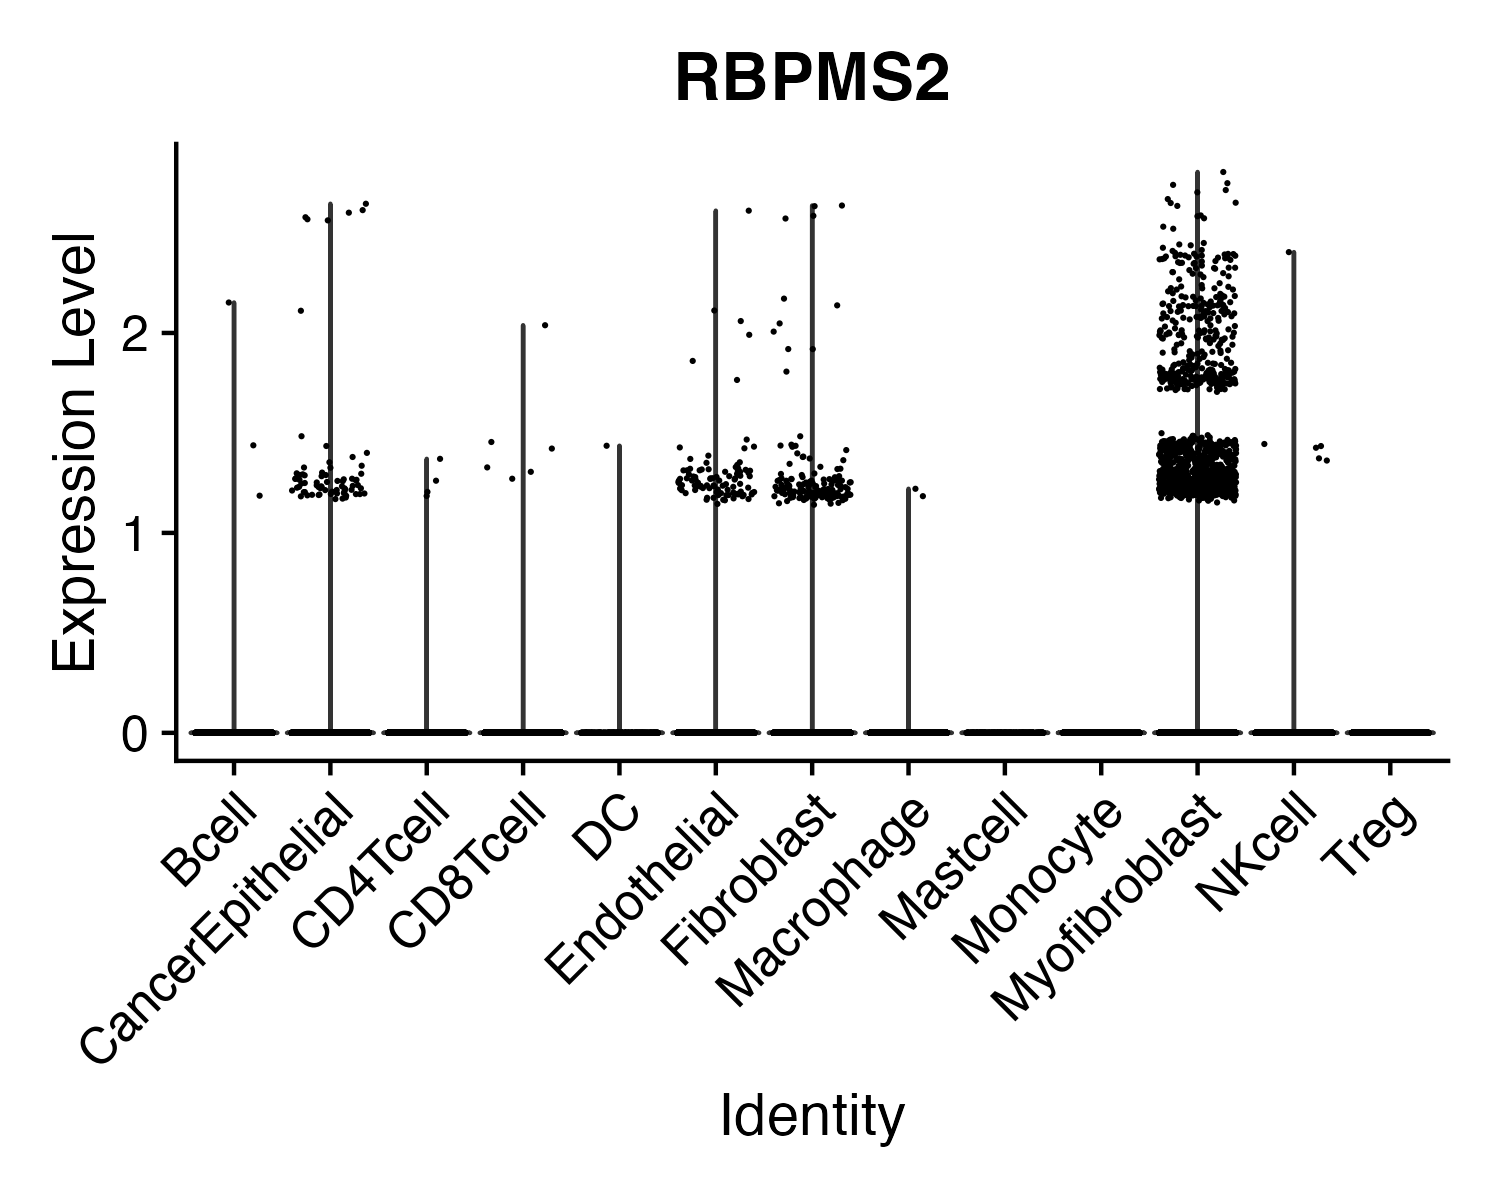 RBPMS2
Expression Level
2
1
0
Bcell
CancerEpithelial
CD4Tcell
CD8Tcell
DC
Endothelial
Fibroblast
Macrophage
Mastcell
Monocyte
Myofibroblast
NKcell
Treg
Identity